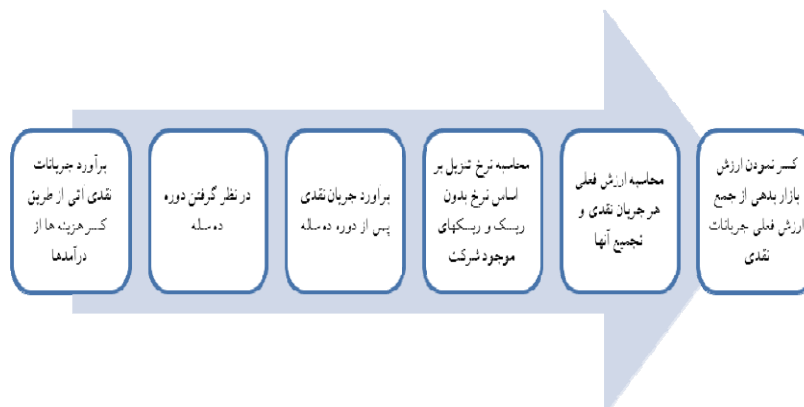 برآورد جریانات
نقدی آتی از طریق
کسر هزینه ها از
درآمدها
در نظر گرفتن دوره
ده ساله
برآورد جریان نقدی
پس از دوره ده ساله
محاسبه نرخ تنزیل بر
اساس نرخ بدون
ریسک و ریسکهای
موجود شرکت
محاسبه ارزش فعلی
هر جریان نقدی و
تجمیع آنها
کسر نمودن ارزش
بازار بدهی از جمع
ارزش فعلی جریانات
نقدی